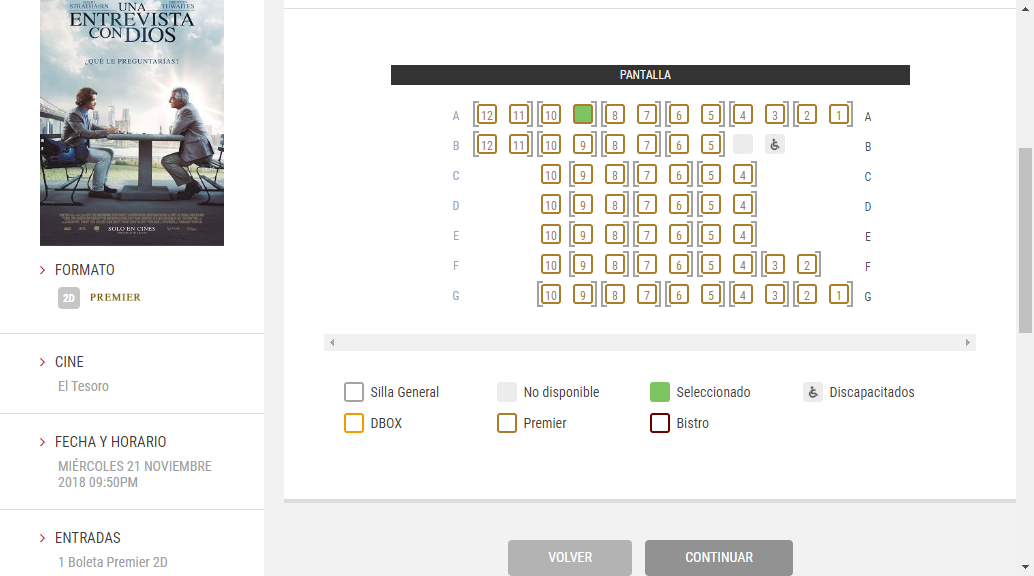 STRATHAIRN UNA THWAITES
ENTREVISTA
CON DIOS
¿QUÉ LE PREGUNTARÍAS?
SOLO EN CINES
FORMATO
2D PREMIER
CINE
El Tesoro
FECHA Y HORARIO
MIÉRCOLES 21 NOVIEMBRE
2018 09:50PM
ENTRADAS
1 Boleta Premier 2D
PANTALLA
A 12 11 10 8 7 6 5 4 3 2 1 A
B 12 11 10 9 8 7 6 5 B
C 10 9 8 7 6 5 4 C
D 10 9 8 7 6 5 4 D
E 10 9 8 7 6 5 4 E
F 10 9 8 7 6 5 4 3 2 F
G 10 9 8 7 6 5 4 3 2 1 G
Silla General No disponible Seleccionado Discapacitados
DBOX Premier Bistro
VOLVER CONTINUAR